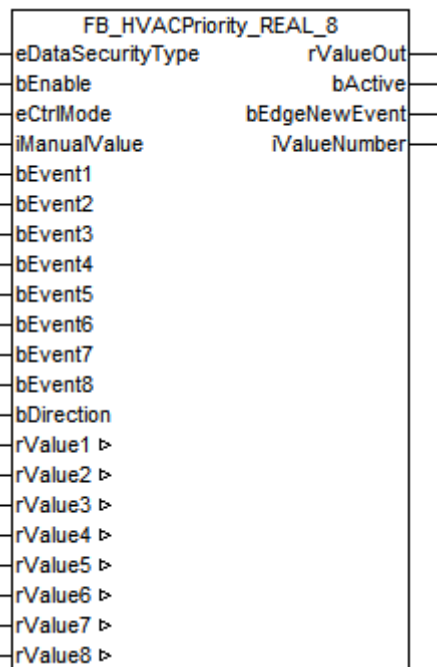 FB_HVACPriority_REAL_8
eDataSecurityType rValueOut
bEnable bActive
eCtrlMode bEdgeNewEvent
iManualValue iValueNumber
bEvent1
bEvent2
bEvent3
bEvent4
bEvent5
bEvent6
bEvent7
bEvent8
bDirection
rValue1
rValue2
rValue3
rValue4
rValue5
rValue6
rValue7
rValue8